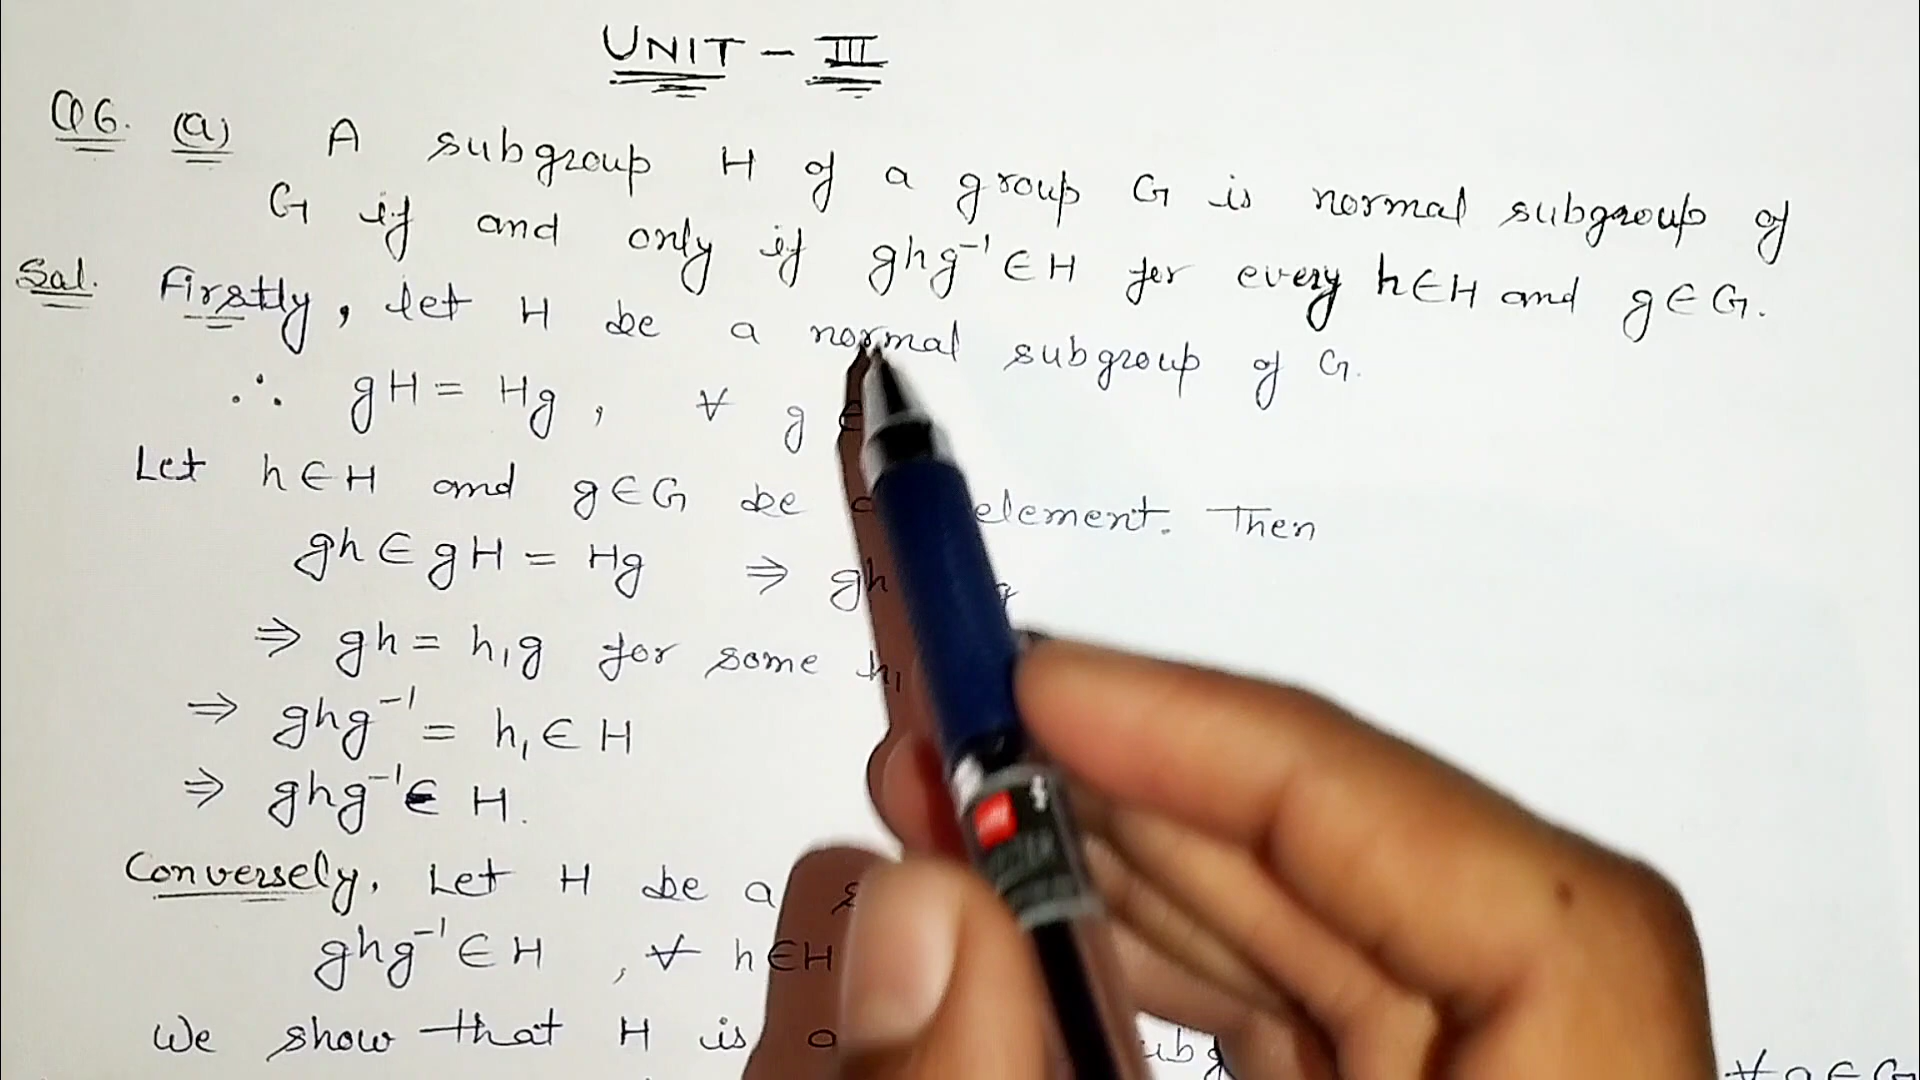 UNIT - III
Q6. (a) A subgroup H of a group G is normal subgroup of
G if and only if ghg⁻¹ ∈ H for every h∈H and g∈G.
Sol. Firstly, let H be a normal subgroup of G.
∴ gH = Hg, ∀ g ∈
Let h∈H and g∈G be element. Then
gh ∈ gH = Hg ⇒ gh
⇒ gh = h₁g for some h₁
⇒ ghg⁻¹ = h₁ ∈ H
⇒ ghg⁻¹ ∈ H.
Conversely, Let H be a
ghg⁻¹ ∈ H, ∀ h∈H
We show that H is
∀ g∈G